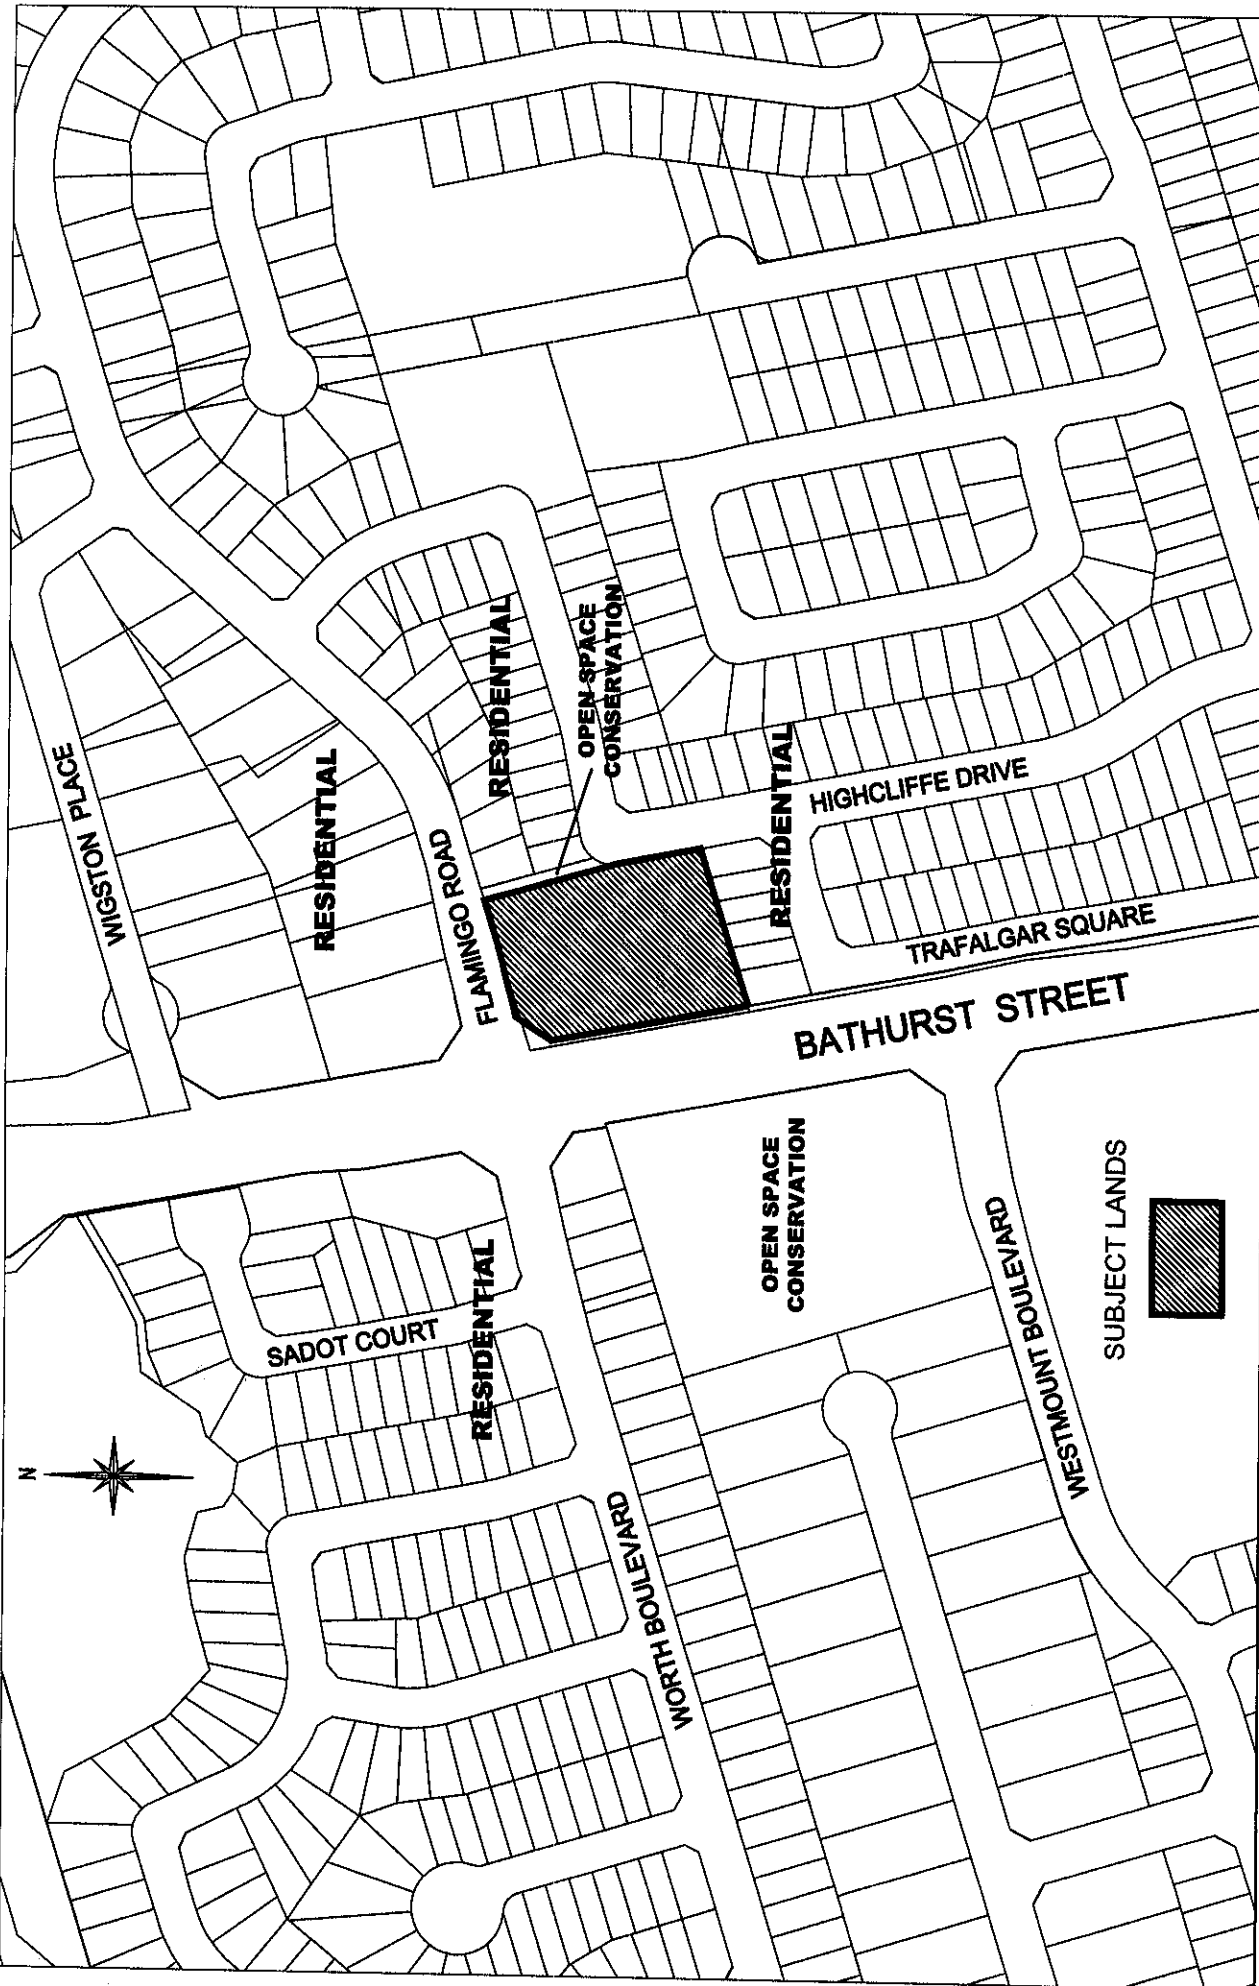 WIGSTON PLACE
RESIDENTIAL
FLAMINGO ROAD
RESIDENTIAL
OPEN SPACE
CONSERVATION
RESIDENTIAL
HIGHCLIFFE DRIVE
TRAFALGAR SQUARE
BATHURST STREET
N
SADOT COURT
RESIDENTIAL
WORTH BOULEVARD
OPEN SPACE
CONSERVATION
WESTMOUNT BOULEVARD
SUBJECT LANDS